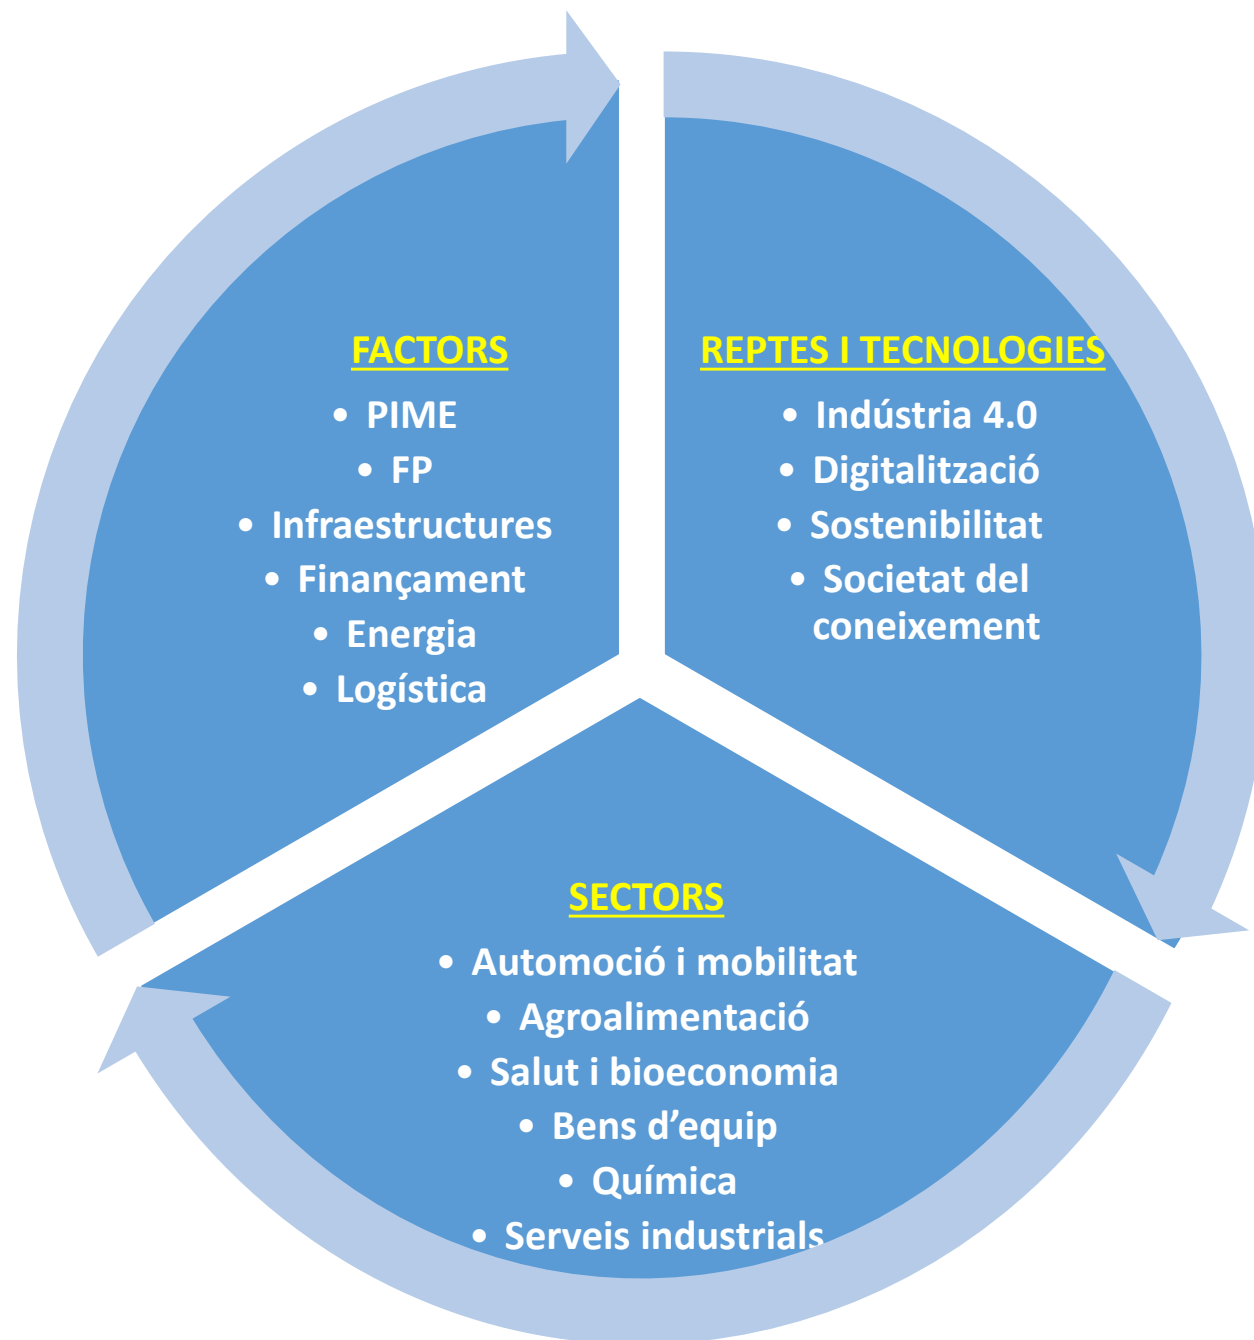 FACTORS
• PIME
• FP
• Infraestructures
• Finançament
• Energia
• Logística
REPTES I TECNOLOGIES
• Indústria 4.0
• Digitalització
• Sostenibilitat
• Societat del
coneixement
SECTORS
• Automoció i mobilitat
• Agroalimentació
• Salut i bioeconomia
• Bens d’equip
• Química
• Serveis industrials